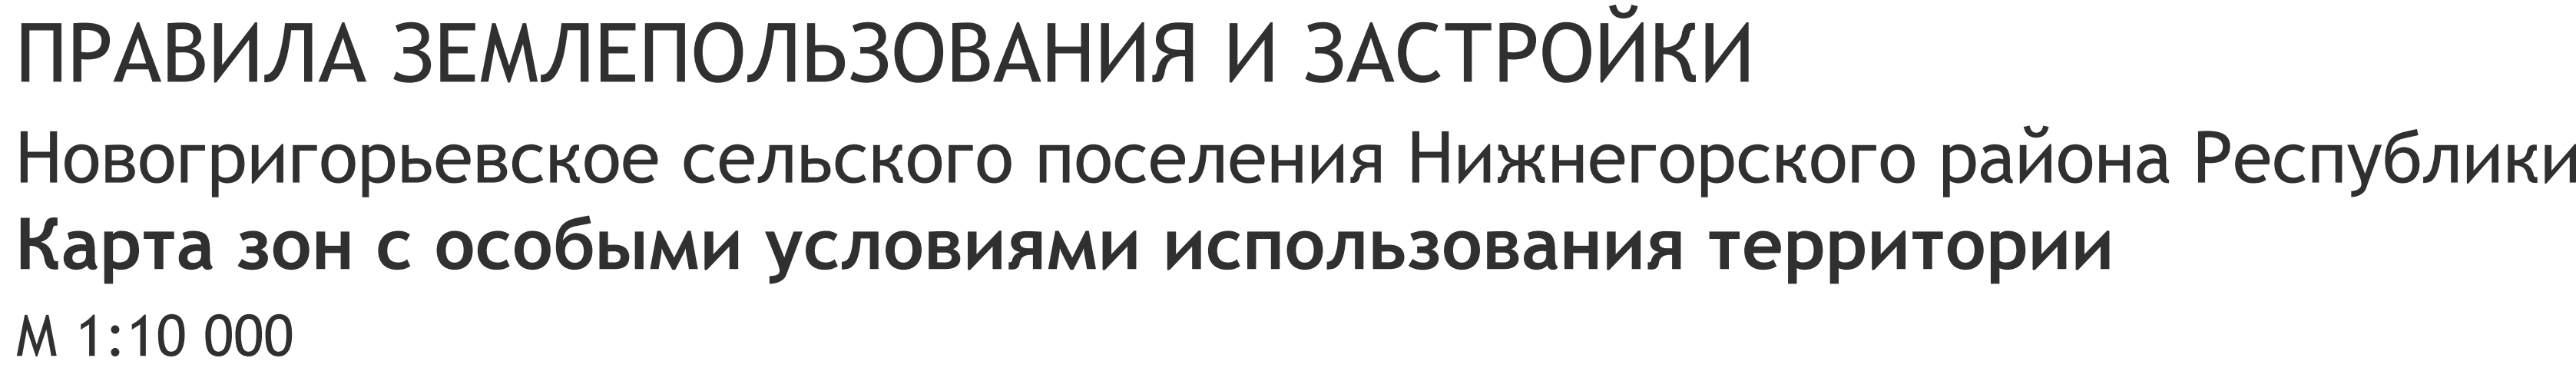 ПРАВИЛА ЗЕМЛЕПОЛЬЗОВАНИЯ И ЗАСТРОЙКИ
Новогригорьевское сельского поселения Нижнегорского района Республики
Карта зон с особыми условиями использования территории
М 1:10 000